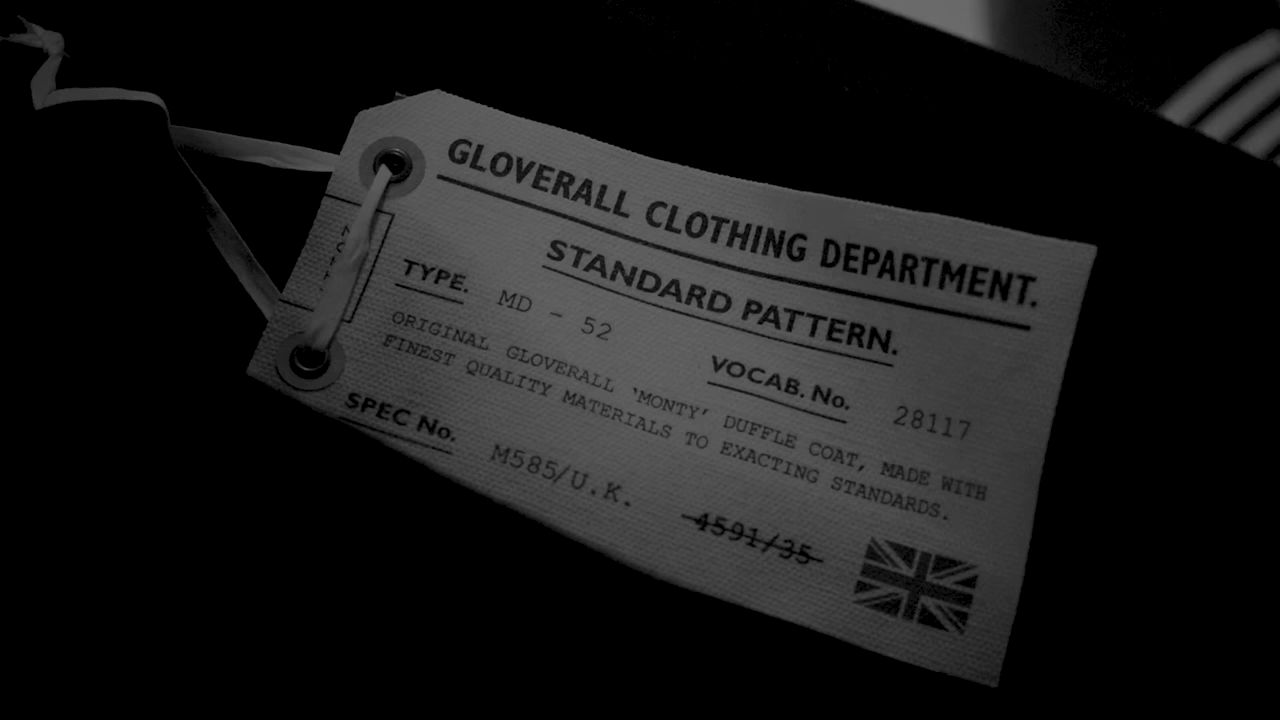 GLOVERALL CLOTHING DEPARTMENT.
STANDARD PATTERN.
TYPE. MD - 52
VOCAB. No. 28117
ORIGINAL GLOVERALL 'MONTY' DUFFLE COAT, MADE WITH
FINEST QUALITY MATERIALS TO EXACTING STANDARDS.
SPEC No. M585/U.K.
4591/35